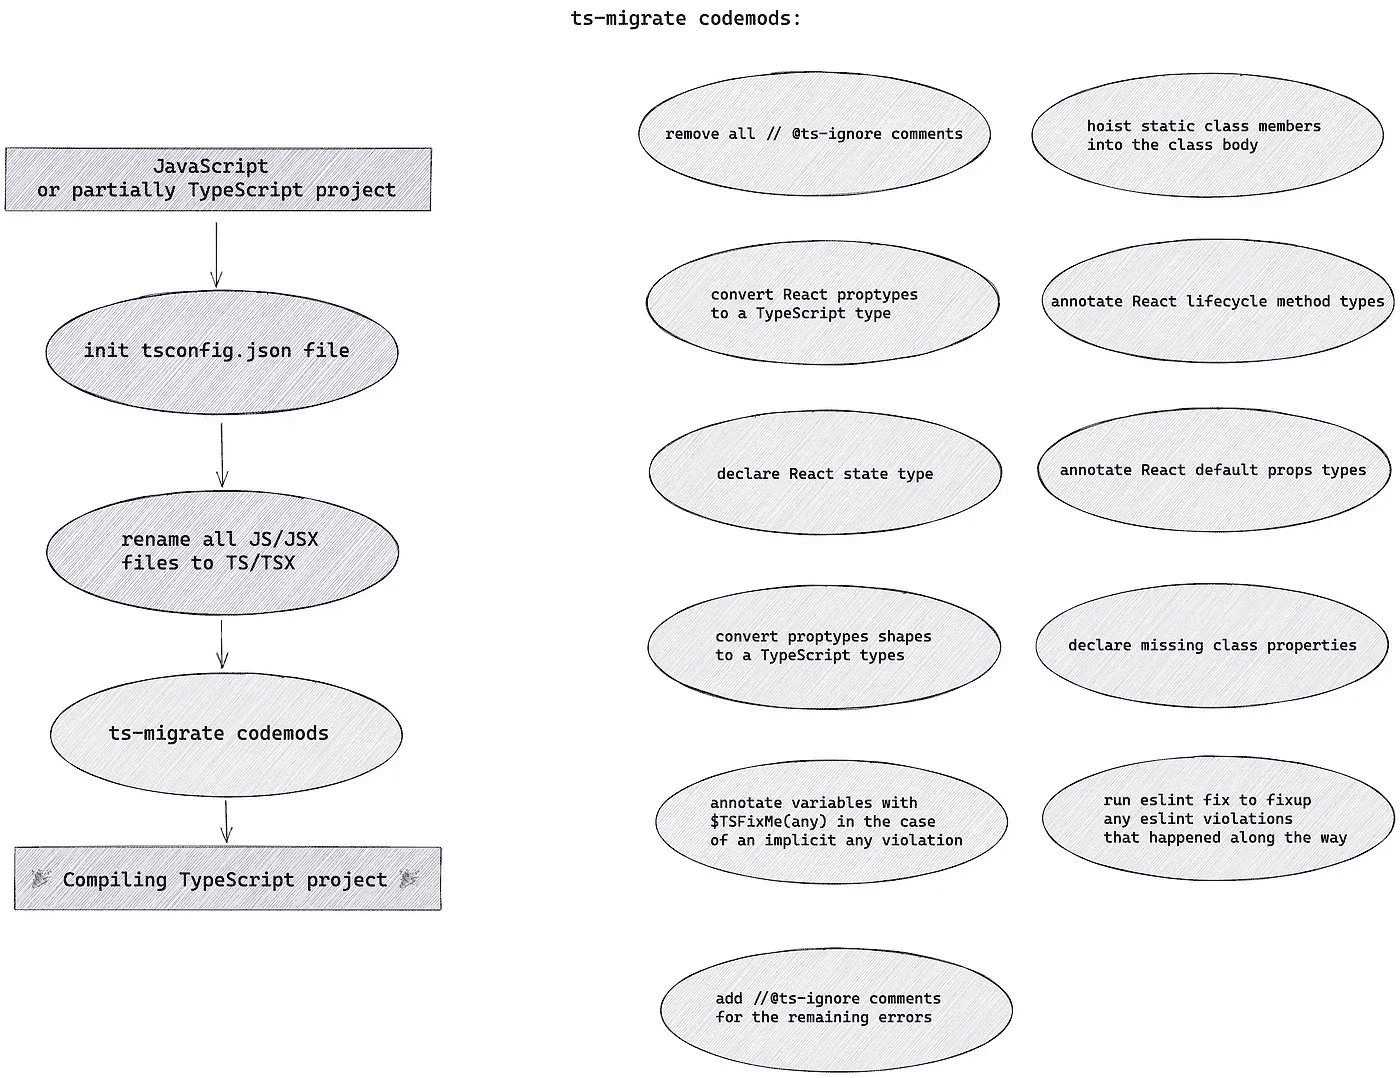 ts-migrate codemods:
JavaScript
or partially TypeScript project
init tsconfig.json file
rename all JS/JSX
files to TS/TSX
ts-migrate codemods
🎉 Compiling TypeScript project 🎉
remove all // @ts-ignore comments
hoist static class members
into the class body
convert React proptypes
to a TypeScript type
annotate React lifecycle method types
declare React state type
annotate React default props types
convert proptypes shapes
to a TypeScript types
declare missing class properties
annotate variables with
$TSFixMe(any) in the case
of an implicit any violation
run eslint fix to fixup
any eslint violations
that happened along the way
add //@ts-ignore comments
for the remaining errors